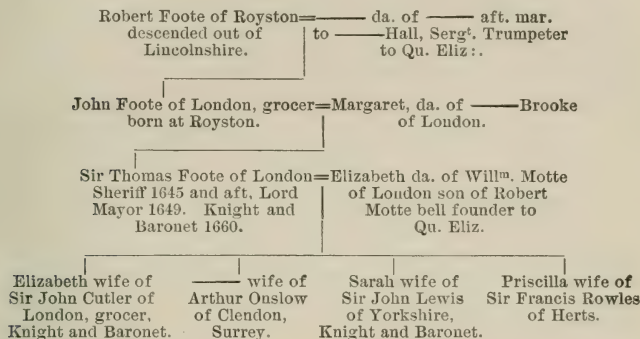 Robert Foote of Royston=—— da. of —— aft. mar.
descended out of to ——Hall, Sergt. Trumpeter
Lincolnshire. to Qu. Eliz:.
John Foote of London, grocer=Margaret, da. of ——Brooke
born at Royston. of London.
Sir Thomas Foote of London=Elizabeth da. of Willm. Motte
Sheriff 1645 and aft, Lord of London son of Robert
Mayor 1649. Knight and Motte bell founder to
Baronet 1660. Qu. Eliz.
Elizabeth wife of
Sir John Cutler of
London, grocer,
Knight and Baronet.
—— wife of
Arthur Onslow
of Clendon,
Surrey.
Sarah wife of
Sir John Lewis
of Yorkshire,
Knight and Baronet.
Priscilla wife of
Sir Francis Rowles
of Herts.